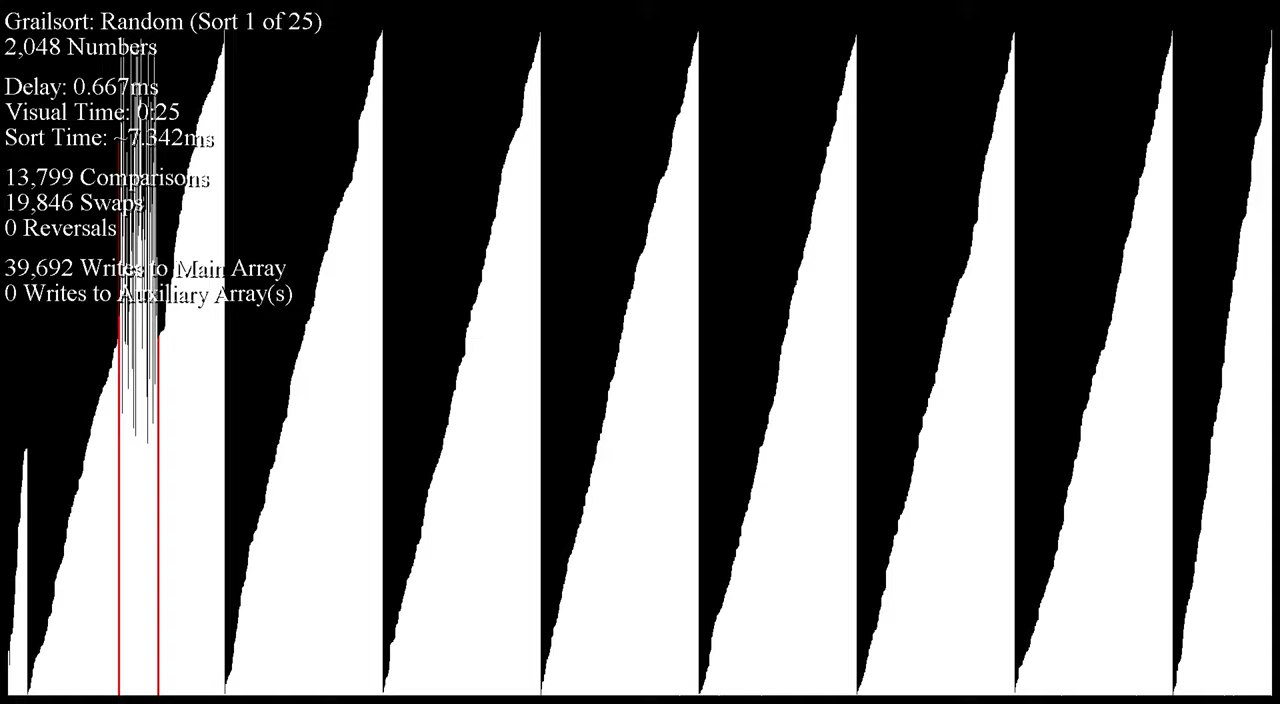 Grailsort: Random (Sort 1 of 25)
2,048 Numbers
Delay: 0.667ms
Visual Time: 0:25
Sort Time: ~7.342ms
13,799 Comparisons
19,846 Swaps
0 Reversals
39,692 Writes to Main Array
0 Writes to Auxiliary Array(s)